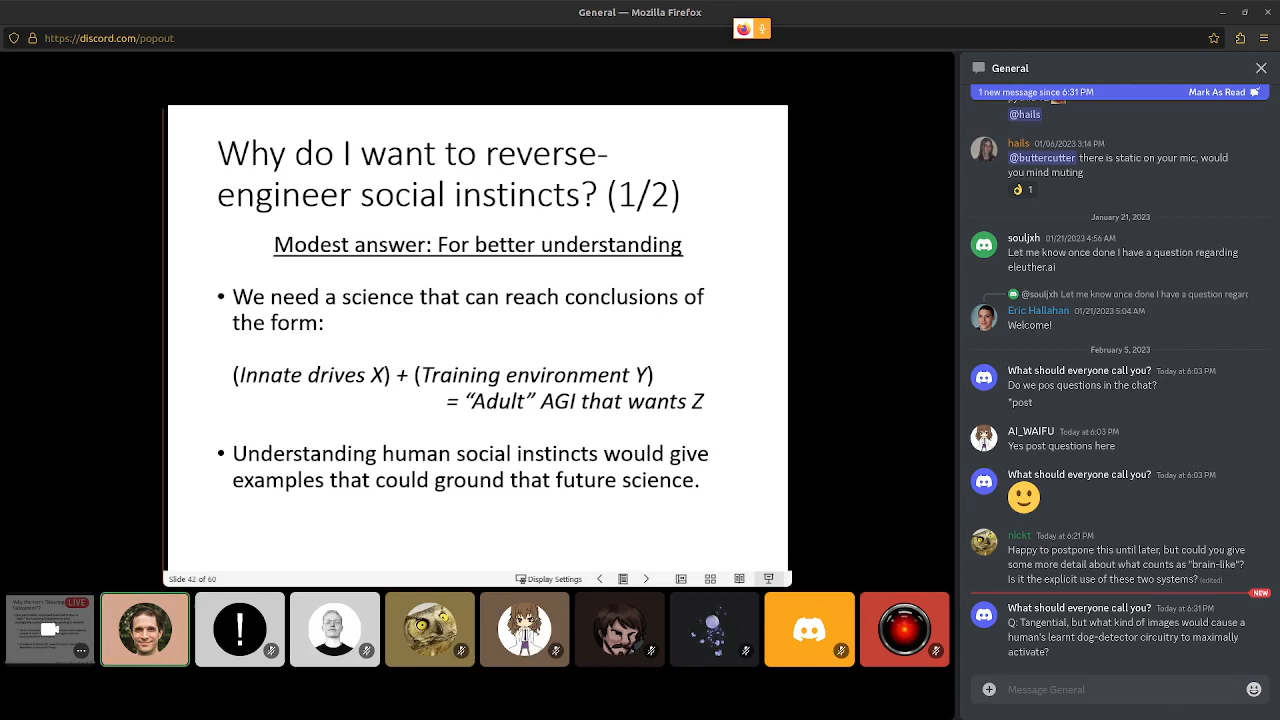 General — Mozilla Firefox
https://discord.com/popout
Why do I want to reverse-
engineer social instincts? (1/2)
Modest answer: For better understanding
• We need a science that can reach conclusions of
the form:
(Innate drives X) + (Training environment Y)
= “Adult” AGI that wants Z
• Understanding human social instincts would give
examples that could ground that future science.
Slide 42 of 60
Display Settings
LIVE
General
1 new message since 6:31 PM
Mark As Read
@hails
hails 01/06/2023 3:14 PM
@buttercutter there is static on your mic, would
you mind muting
1
January 21, 2023
souljxh 01/21/2023 4:56 AM
Let me know once done I have a question regarding
eleuther.ai
@souljxh Let me know once done I have a question regarc
Eric Hallahan 01/21/2023 5:04 AM
Welcome!
February 5, 2023
What should everyone call you? Today at 6:03 PM
Do we pos questions in the chat?
*post
AI_WAIFU Today at 6:03 PM
Yes post questions here
What should everyone call you? Today at 6:03 PM
nickt Today at 6:21 PM
Happy to postpone this until later, but could you give
some more detail about what counts as "brain-like"?
Is it the explicit use of these 2 systems? (edited)
NEW
What should everyone call you? Today at 6:31 PM
Q: Tangential, but what kind of images would cause a
human's learnt dog-detector circitry to maximally
activate?
Message General